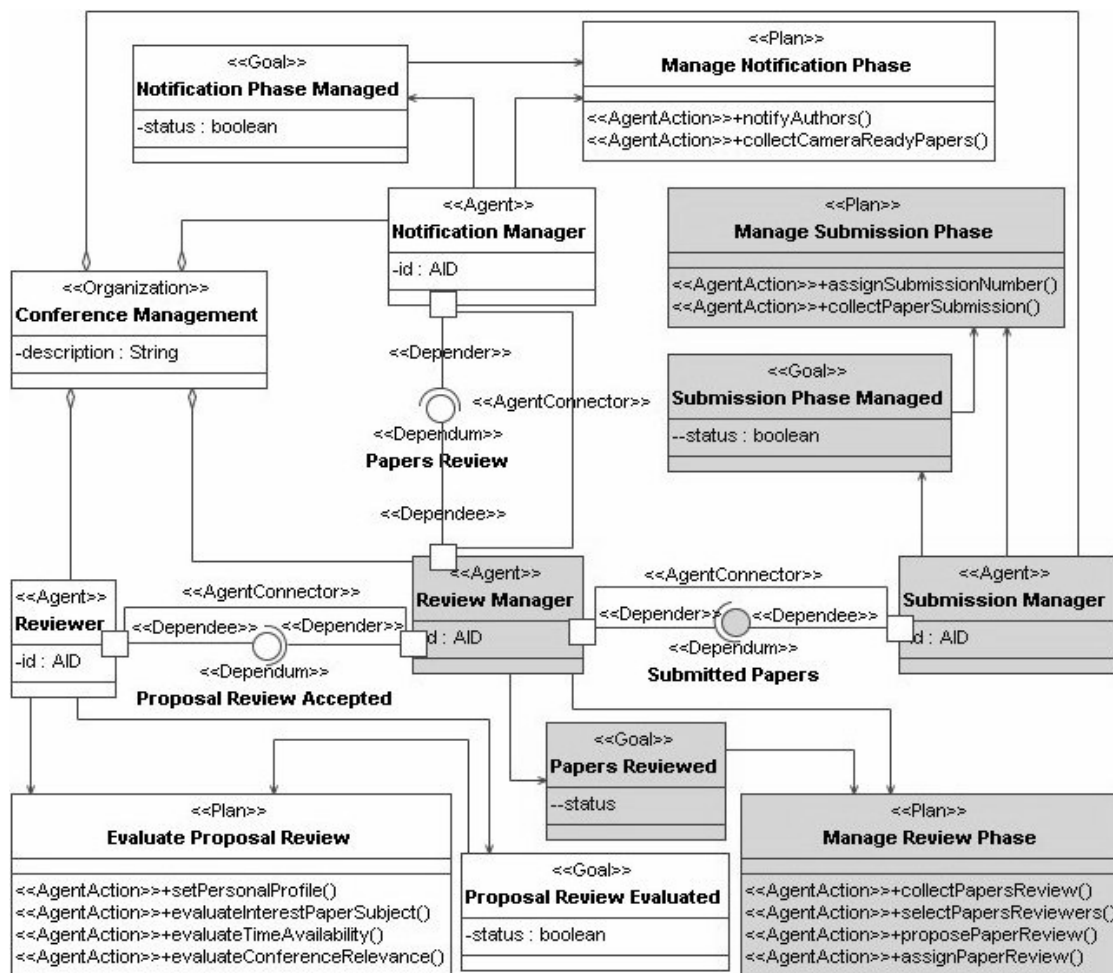 <<Goal>>
Notification Phase Managed
-status : boolean
<<Plan>>
Manage Notification Phase
<<AgentAction>>+notifyAuthors()
<<AgentAction>>+collectCameraReadyPapers()
<<Agent>>
Notification Manager
-id : AID
<<Plan>>
Manage Submission Phase
<<AgentAction>>+assignSubmissionNumber()
<<AgentAction>>+collectPaperSubmission()
<<Organization>>
Conference Management
-description : String
<<Depender>>
<<AgentConnector>>
<<Dependum>>
Papers Review
<<Dependee>>
<<Goal>>
Submission Phase Managed
--status : boolean
<<Agent>>
Reviewer
-id : AID
<<AgentConnector>>
<<Dependee>>
<<Depender>>
<<Dependum>>
Proposal Review Accepted
<<Agent>>
Review Manager
id : AID
<<AgentConnector>>
<<Depender>>
<<Dependee>>
<<Dependum>>
Submitted Papers
<<Agent>>
Submission Manager
id : AID
<<Goal>>
Papers Reviewed
--status
<<Plan>>
Evaluate Proposal Review
<<AgentAction>>+setPersonalProfile()
<<AgentAction>>+evaluateInterestPaperSubject()
<<AgentAction>>+evaluateTimeAvailability()
<<AgentAction>>+evaluateConferenceRelevance()
<<Goal>>
Proposal Review Evaluated
-status : boolean
<<Plan>>
Manage Review Phase
<<AgentAction>>+collectPapersReview()
<<AgentAction>>+selectPapersReviewers()
<<AgentAction>>+proposePaperReview()
<<AgentAction>>+assignPaperReview()